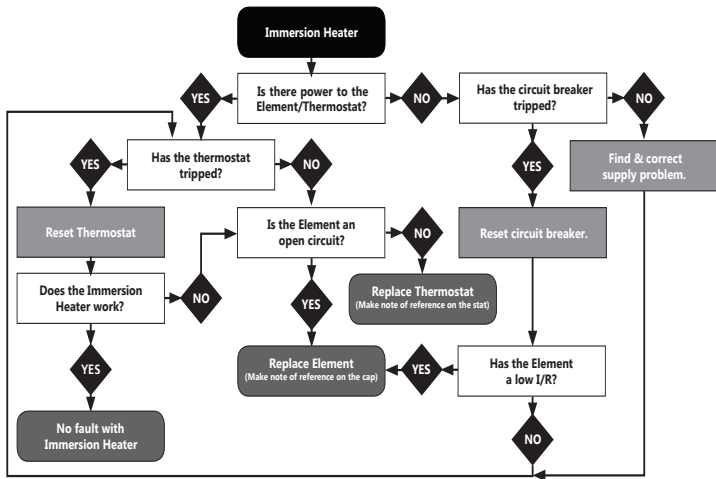 Immersion Heater
Is there power to the
Element/Thermostat?
YES
NO
Has the circuit breaker
tripped?
NO
YES
Find & correct
supply problem.
Has the thermostat
tripped?
YES
NO
Reset Thermostat
Is the Element an
open circuit?
NO
Reset circuit breaker.
Does the Immersion
Heater work?
NO
YES
Replace Thermostat
(Make note of reference on the stat)
YES
Replace Element
(Make note of reference on the cap)
YES
Has the Element
a low I/R?
No fault with
Immersion Heater
NO